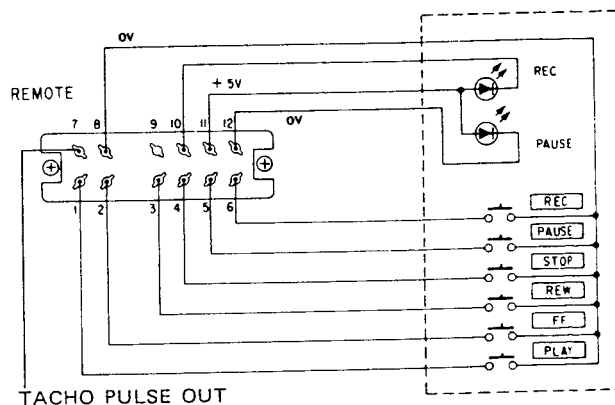 0V
REC
+ 5V
REMOTE
7 8 9 10 11 12
0V
PAUSE
1 2 3 4 5 6
REC
PAUSE
STOP
REW
FF
PLAY
TACHO PULSE OUT